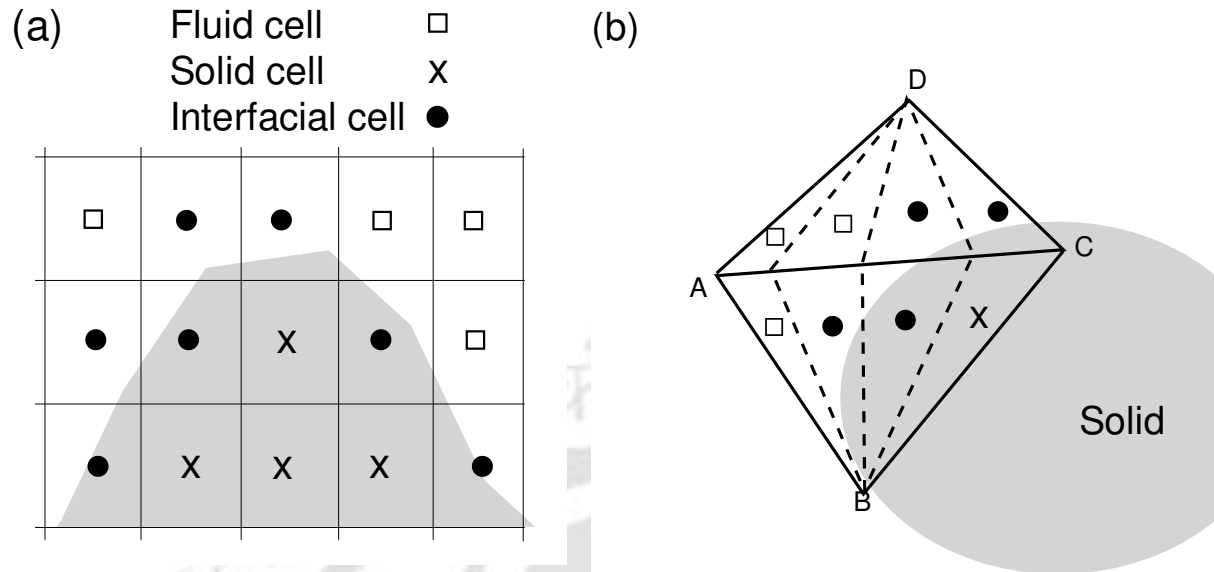 (a)
Fluid cell □
Solid cell x
Interfacial cell ●
x
x x x
(b)
D
A
C
x
B
Solid